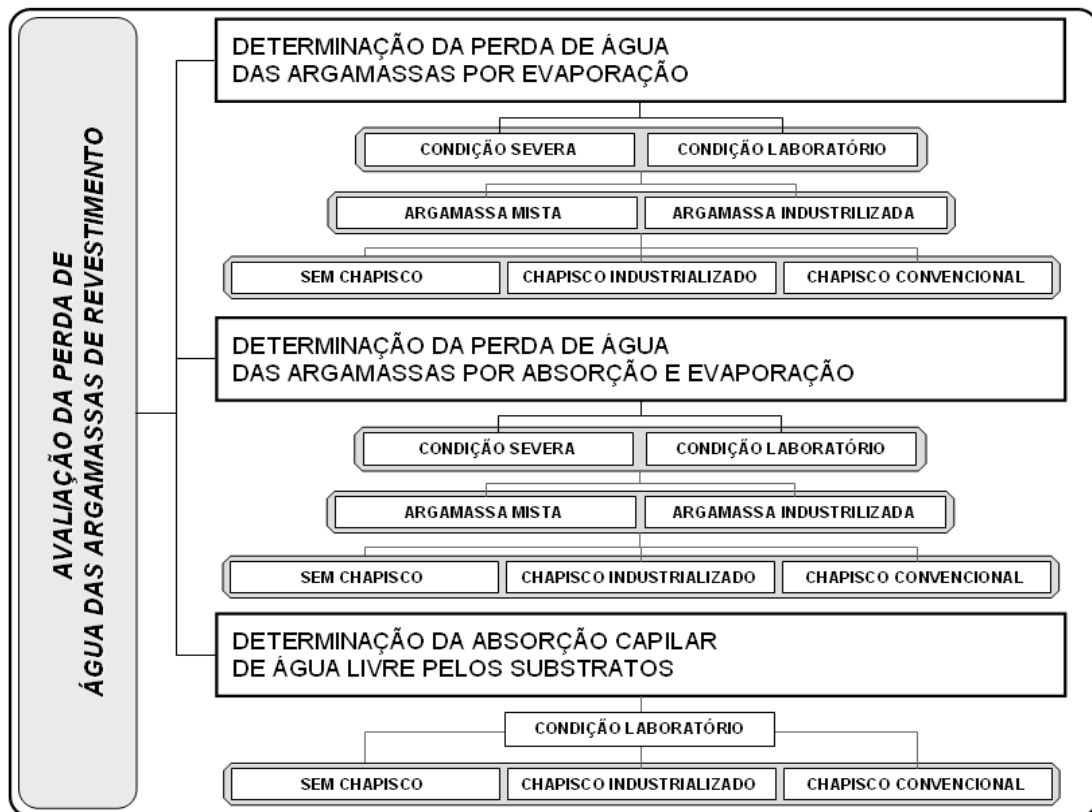 AVALIAÇÃO DA PERDA DE
ÁGUA DAS ARGAMASSAS DE REVESTIMENTO
DETERMINAÇÃO DA PERDA DE ÁGUA
DAS ARGAMASSAS POR EVAPORAÇÃO
CONDIÇÃO SEVERA
CONDIÇÃO LABORATÓRIO
ARGAMASSA MISTA
ARGAMASSA INDUSTRILIZADA
SEM CHAPISCO
CHAPISCO INDUSTRIALIZADO
CHAPISCO CONVENCIONAL
DETERMINAÇÃO DA PERDA DE ÁGUA
DAS ARGAMASSAS POR ABSORÇÃO E EVAPORAÇÃO
CONDIÇÃO SEVERA
CONDIÇÃO LABORATÓRIO
ARGAMASSA MISTA
ARGAMASSA INDUSTRILIZADA
SEM CHAPISCO
CHAPISCO INDUSTRIALIZADO
CHAPISCO CONVENCIONAL
DETERMINAÇÃO DA ABSORÇÃO CAPILAR
DE ÁGUA LIVRE PELOS SUBSTRATOS
CONDIÇÃO LABORATÓRIO
SEM CHAPISCO
CHAPISCO INDUSTRIALIZADO
CHAPISCO CONVENCIONAL